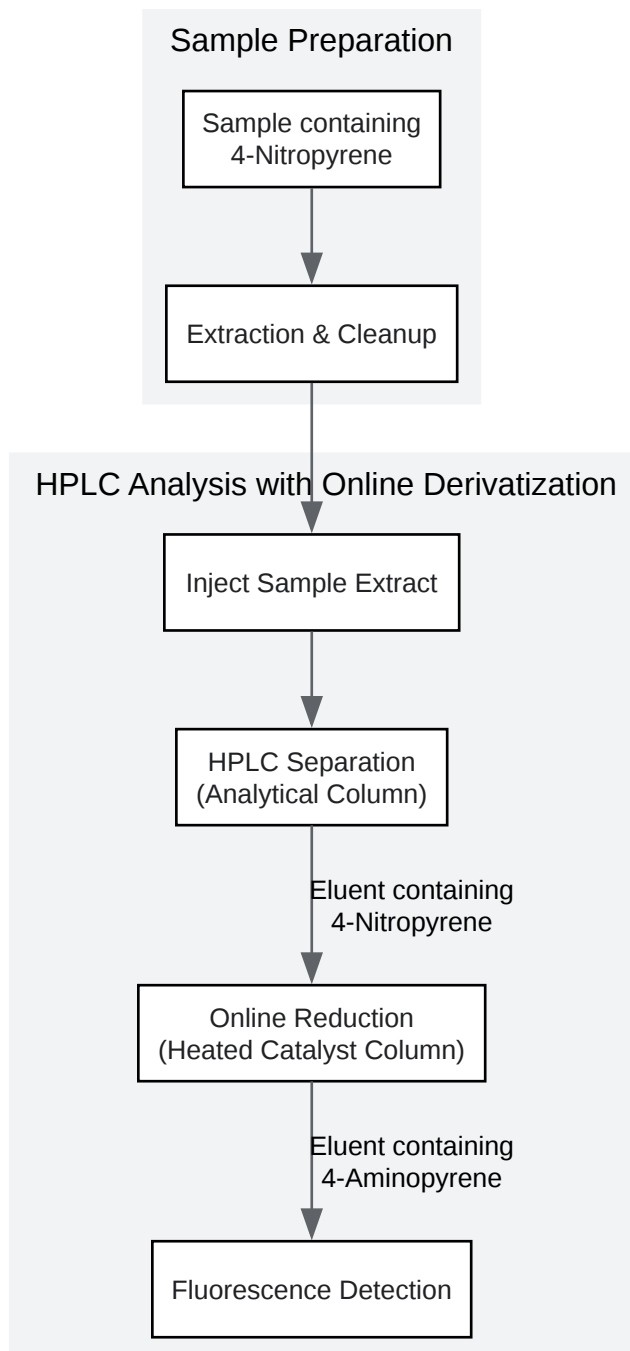 Sample Preparation
Sample containing
4-Nitropyrene
Extraction & Cleanup
HPLC Analysis with Online Derivatization
Inject Sample Extract
HPLC Separation
(Analytical Column)
Eluent containing
4-Nitropyrene
Online Reduction
(Heated Catalyst Column)
Eluent containing
4-Aminopyrene
Fluorescence Detection